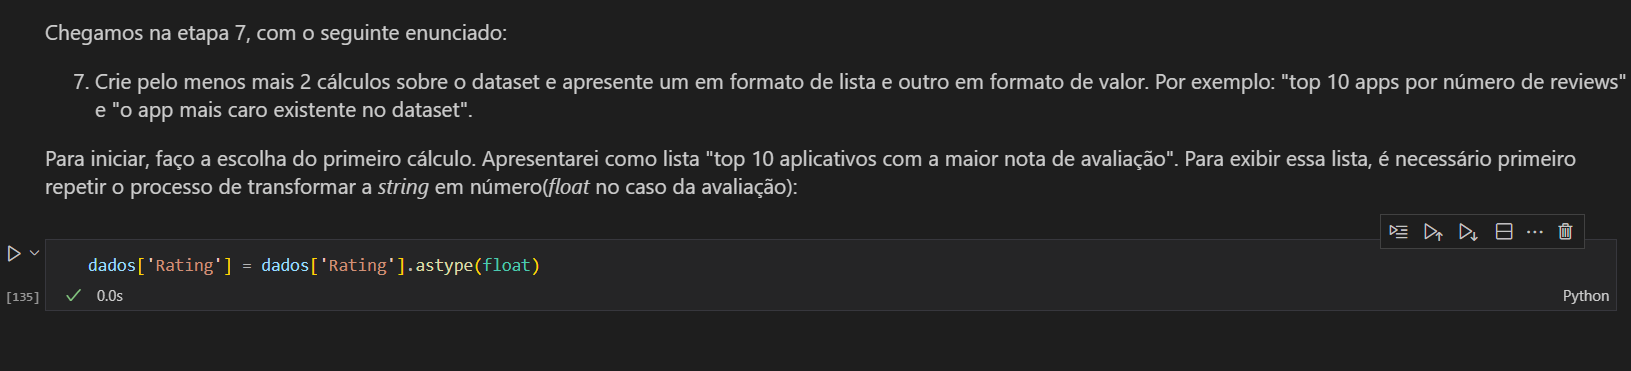 Chegamos na etapa 7, com o seguinte enunciado:
7. Crie pelo menos mais 2 cálculos sobre o dataset e apresente um em formato de lista e outro em formato de valor. Por exemplo: "top 10 apps por número de reviews"
e "o app mais caro existente no dataset".
Para iniciar, faço a escolha do primeiro cálculo. Apresentarei como lista "top 10 aplicativos com a maior nota de avaliação". Para exibir essa lista, é necessário primeiro
repetir o processo de transformar a string em número(float no caso da avaliação):
dados['Rating'] = dados['Rating'].astype(float)
[135]
0.0s
Python